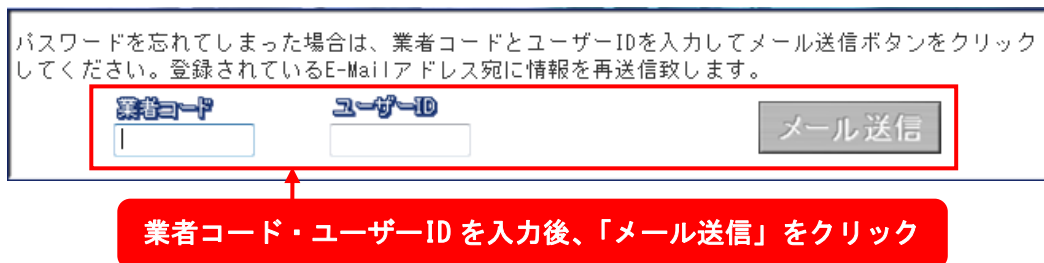 パスワードを忘れてしまった場合は、業者コードとユーザーIDを入力してメール送信ボタンをクリック
してください。登録されているE-Mailアドレス宛に情報を再送信致します。
業者コード ユーザーID
メール送信
業者コード・ユーザーIDを入力後、「メール送信」をクリック